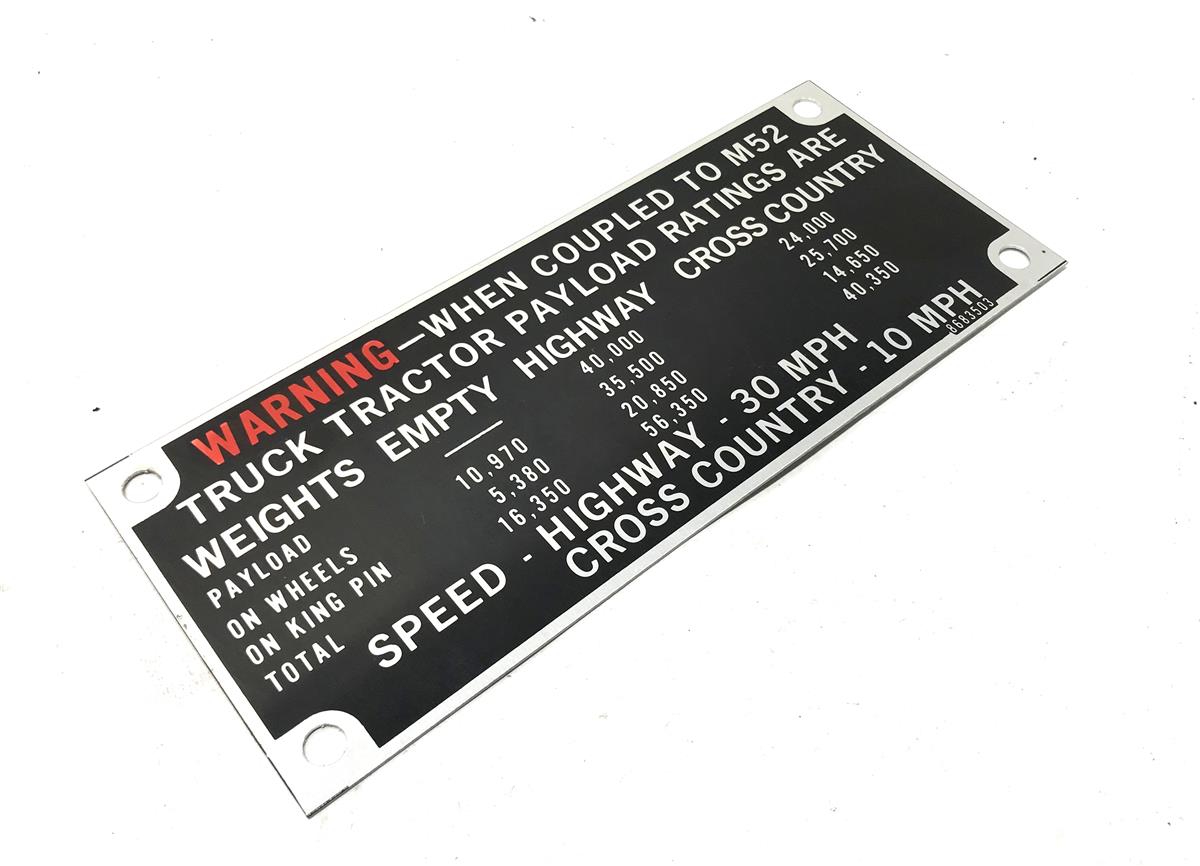 WARNING—WHEN COUPLED TO M52
TRUCK TRACTOR PAYLOAD RATINGS ARE
WEIGHTS EMPTY HIGHWAY CROSS COUNTRY
PAYLOAD — 40,000 24,000
ON WHEELS 10,970 35,500 25,700
ON KING PIN 5,380 20,850 14,650
TOTAL 16,350 56,350 40,350
SPEED - HIGHWAY - 30 MPH
CROSS COUNTRY - 10 MPH
8683503